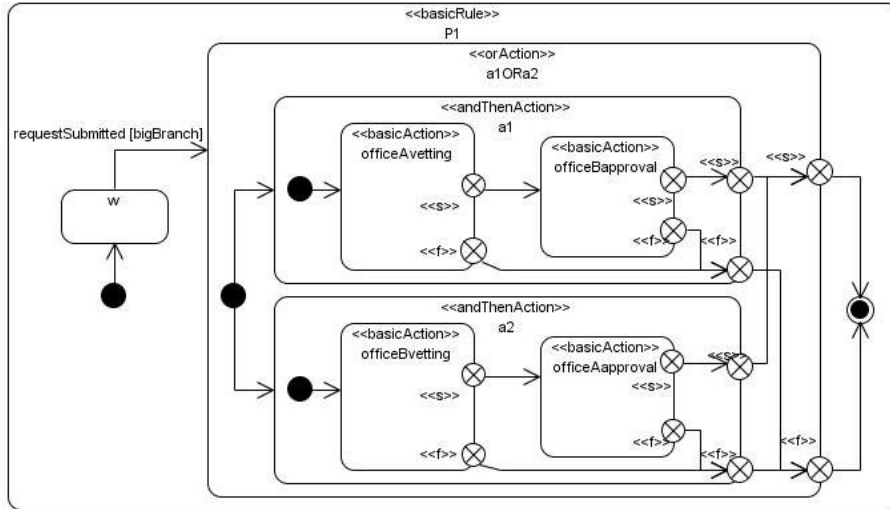 <<basicRule>>
P1
<<orAction>>
a1ORa2
<<andThenAction>>
a1
requestSubmitted [bigBranch]
<<basicAction>>
officeAvetting
<<basicAction>>
officeBapproval
<<s>>
<<s>>
<<s>>
<<s>>
w
<<f>>
<<f>>
<<f>>
<<andThenAction>>
a2
<<basicAction>>
officeBvetting
<<basicAction>>
officeAapproval
<<s>>
<<s>>
<<s>>
<<f>>
<<f>>
<<f>>
<<f>>